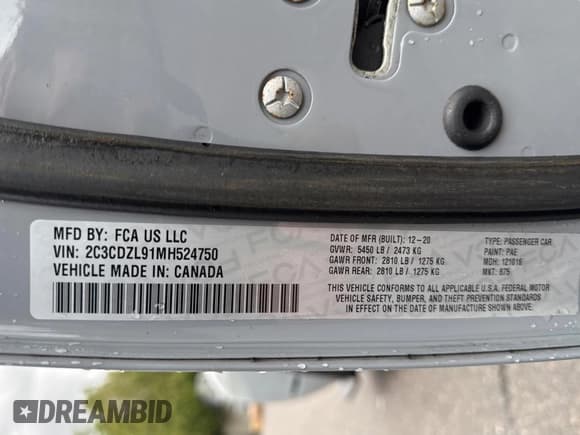 MFD BY: FCA US LLC
VIN: 2C3CDZL91MH524750
VEHICLE MADE IN: CANADA
DATE OF MFR (BUILT): 12-20
GVWR: 5450 LB / 2473 KG
GAWR FRONT: 2810 LB / 1275 KG
GAWR REAR: 2810 LB / 1275 KG
TYPE: PASSENGER CAR
PAINT: PAE
MDH: 121016
MKT: 875
THIS VEHICLE CONFORMS TO ALL APPLICABLE U.S.A. FEDERAL MOTOR
VEHICLE SAFETY, BUMPER, AND THEFT PREVENTION STANDARDS
IN EFFECT ON THE DATE OF MANUFACTURE SHOWN ABOVE.
DREAMBID